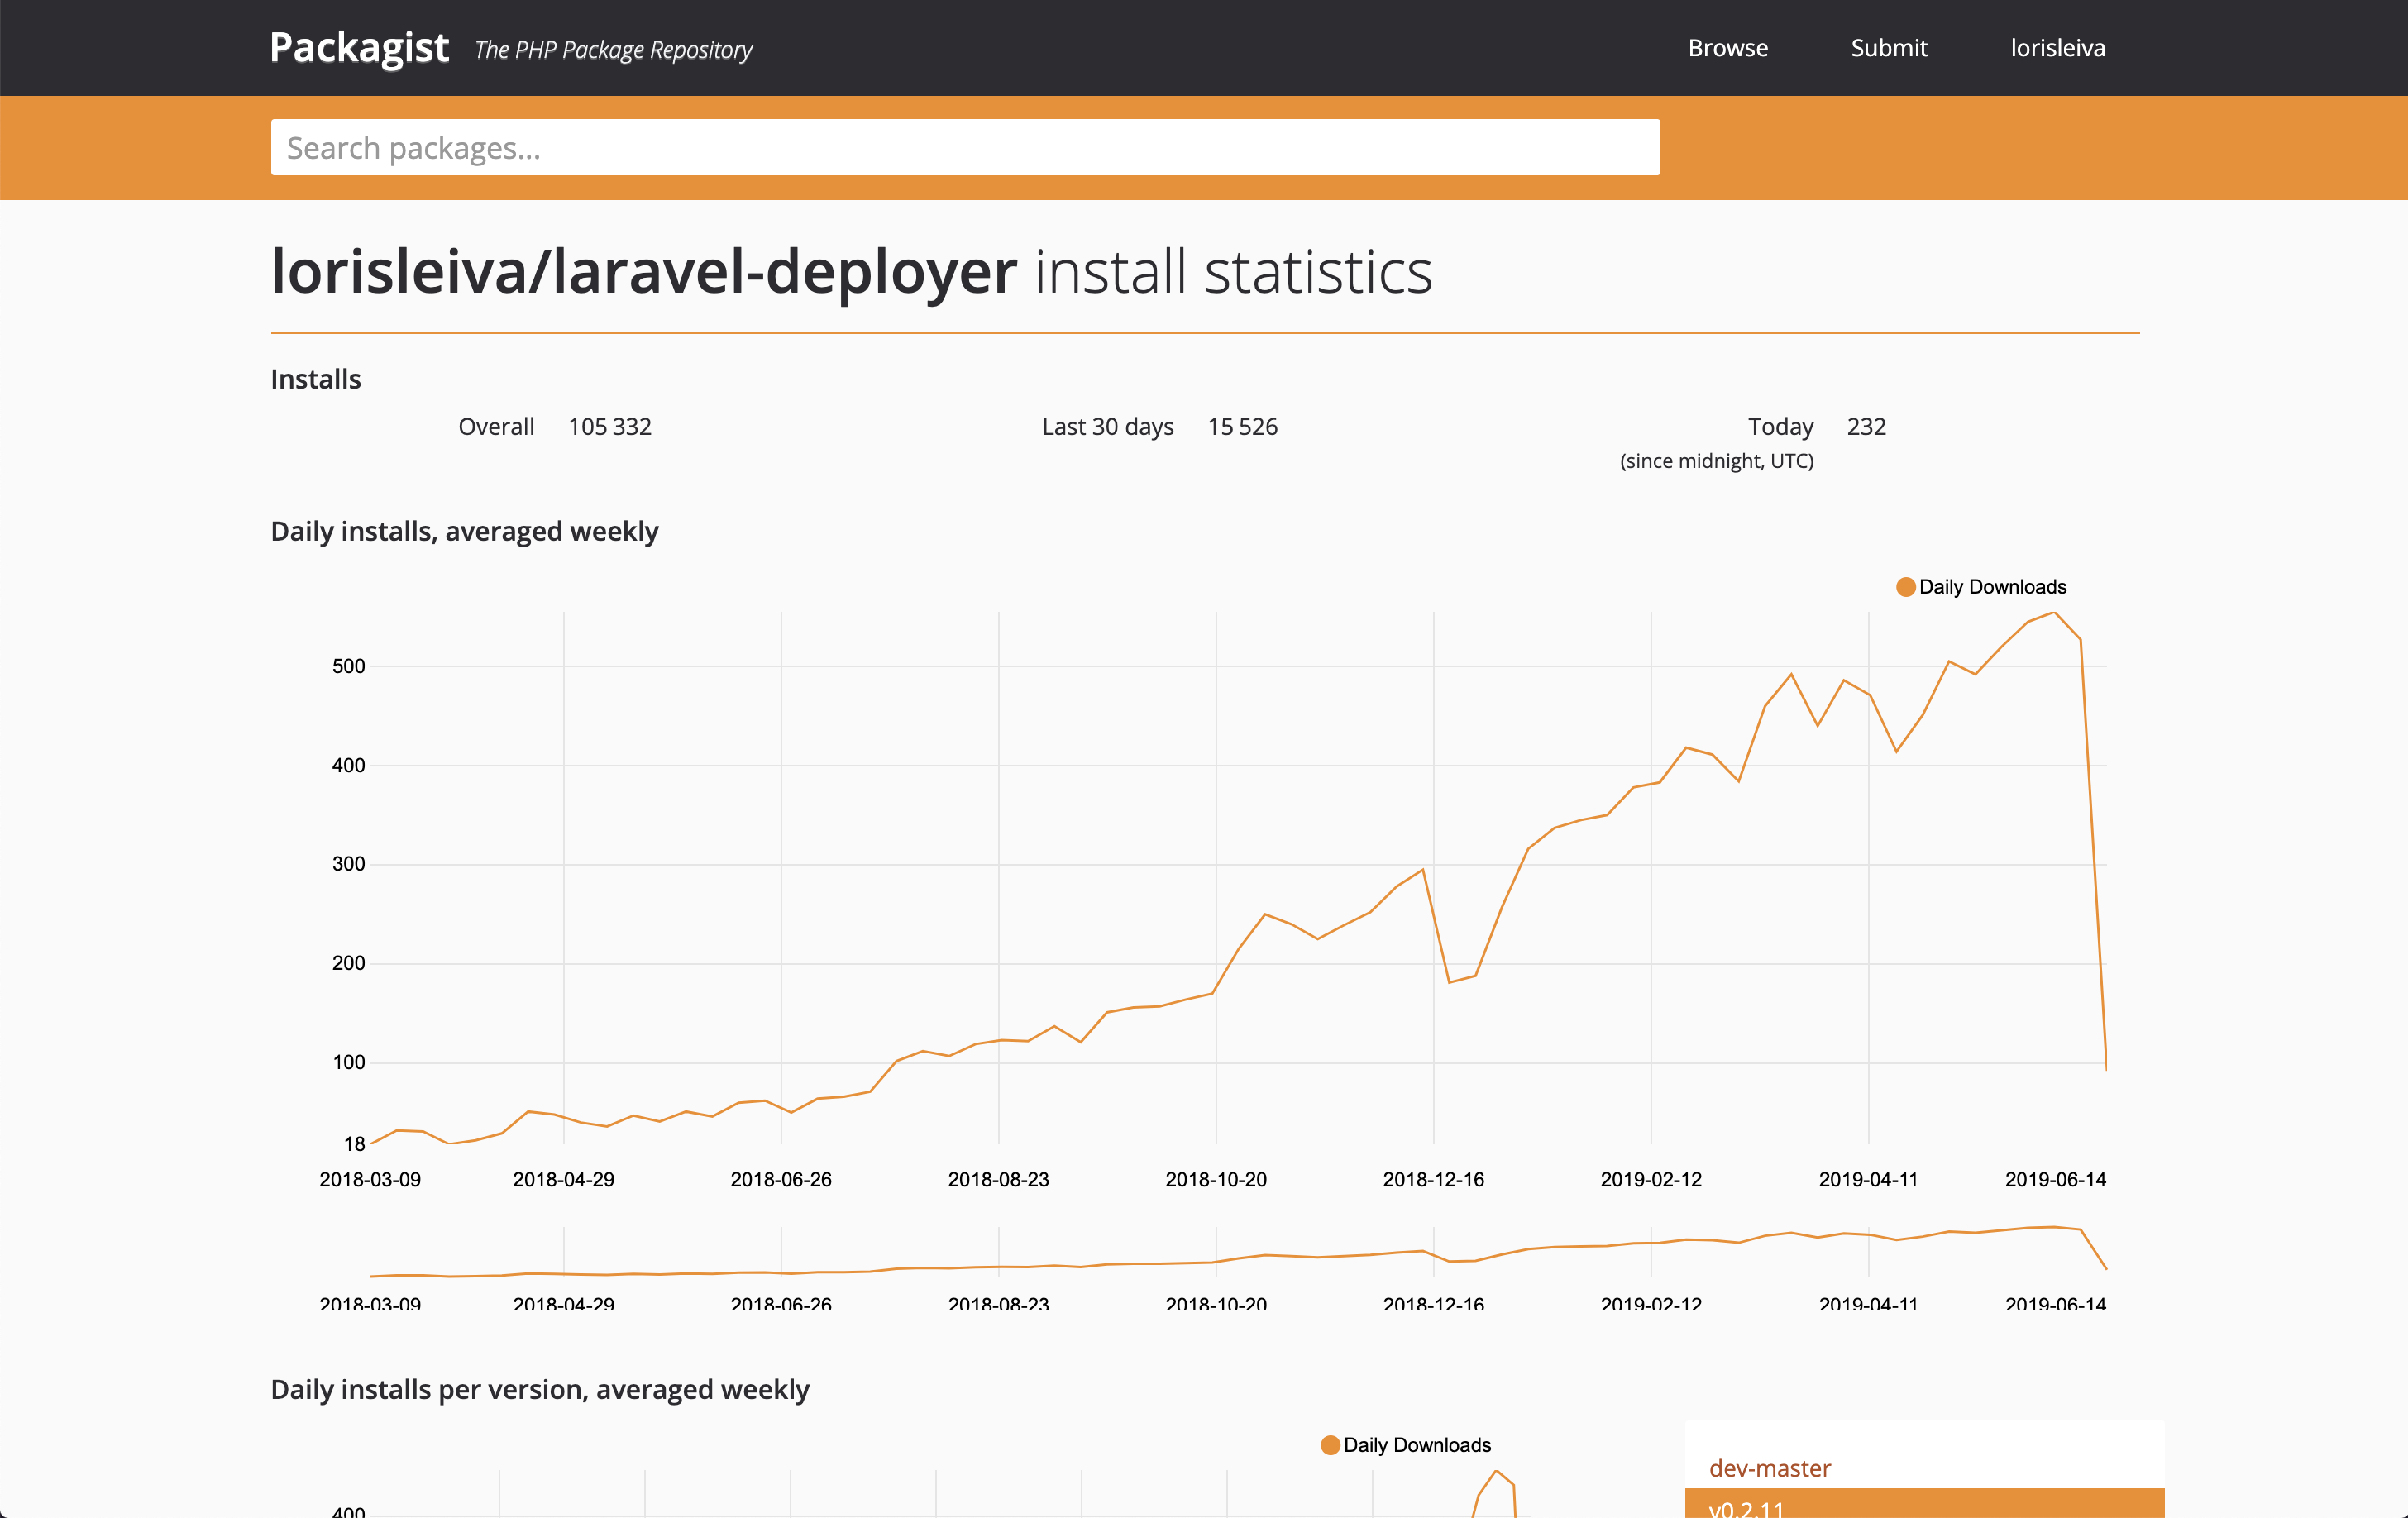 Packagist The PHP Package Repository Browse Submit lorisleiva
Search packages...
lorisleiva/laravel-deployer install statistics
Installs
Overall 105 332 Last 30 days 15 526 Today 232
(since midnight, UTC)
Daily installs, averaged weekly
Daily Downloads
500
400
300
200
100
18
2018-03-09 2018-04-29 2018-06-26 2018-08-23 2018-10-20 2018-12-16 2019-02-12 2019-04-11 2019-06-14
2018-03-09 2018-04-29 2018-06-26 2018-08-23 2018-10-20 2018-12-16 2019-02-12 2019-04-11 2019-06-14
Daily installs per version, averaged weekly
Daily Downloads
dev-master
v0.2.11
400